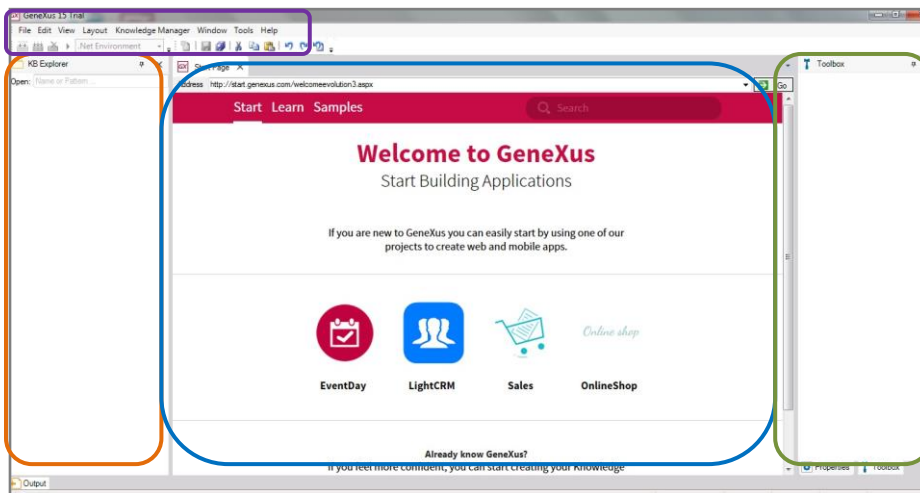 GeneXus 15 Trial
File Edit View Layout Knowledge Manager Window Tools Help
.Net Environment
KB Explorer
Start Page
Toolbox
Open: Name or Pattern ...
Address http://start.genexus.com/welcomeevolution3.aspx
Go
Start Learn Samples
Search
Welcome to GeneXus
Start Building Applications
If you are new to GeneXus you can easily start by using one of our
projects to create web and mobile apps.
Online shop
EventDay LightCRM Sales OnlineShop
Already know GeneXus?
If you feel more confident, you can start creating your Knowledge
Properties Toolbox
Output